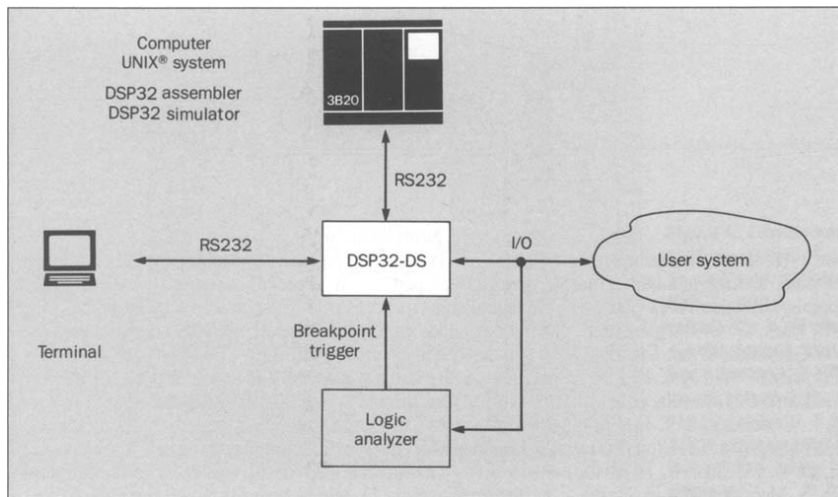 Computer
UNIX® system
DSP32 assembler
DSP32 simulator
3B20
RS232
RS232
DSP32-DS
I/O
User system
Terminal
Breakpoint
trigger
Logic
analyzer